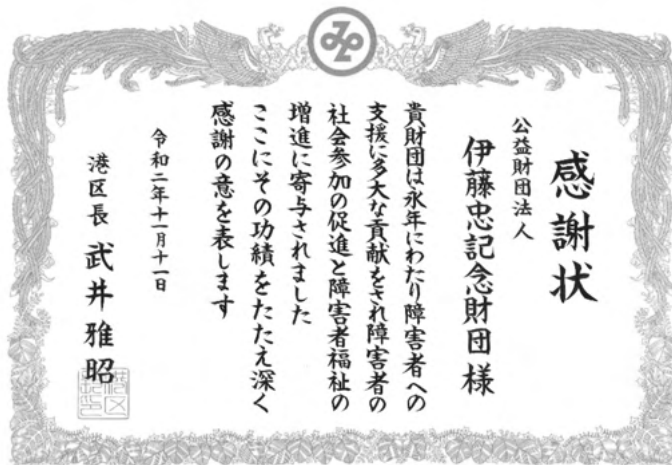 感謝状
公益財団法人
伊藤忠記念財団様
貴財団は永年にわたり障害者への
支援に多大な貢献をされ障害者の
社会参加の促進と障害者福祉の
増進に寄与されました
ここにその功績をたたえ深く
感謝の意を表します
令和二年十一月十一日
港区長 武井雅昭